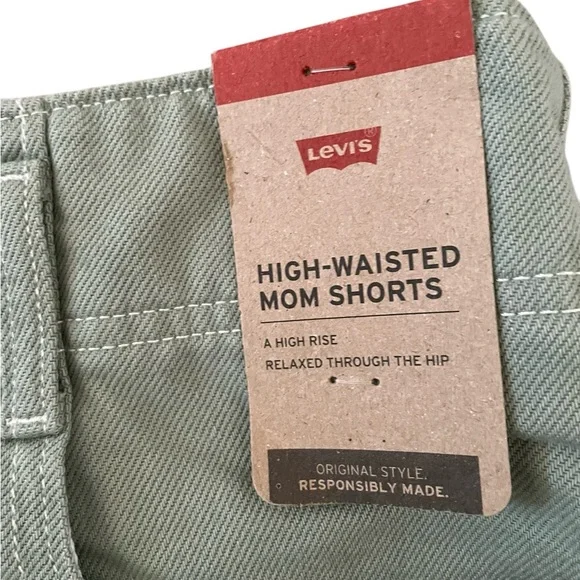 Levi's®
HIGH-WAISTED
MOM SHORTS
A HIGH RISE
RELAXED THROUGH THE HIP
ORIGINAL STYLE.
RESPONSIBLY MADE.